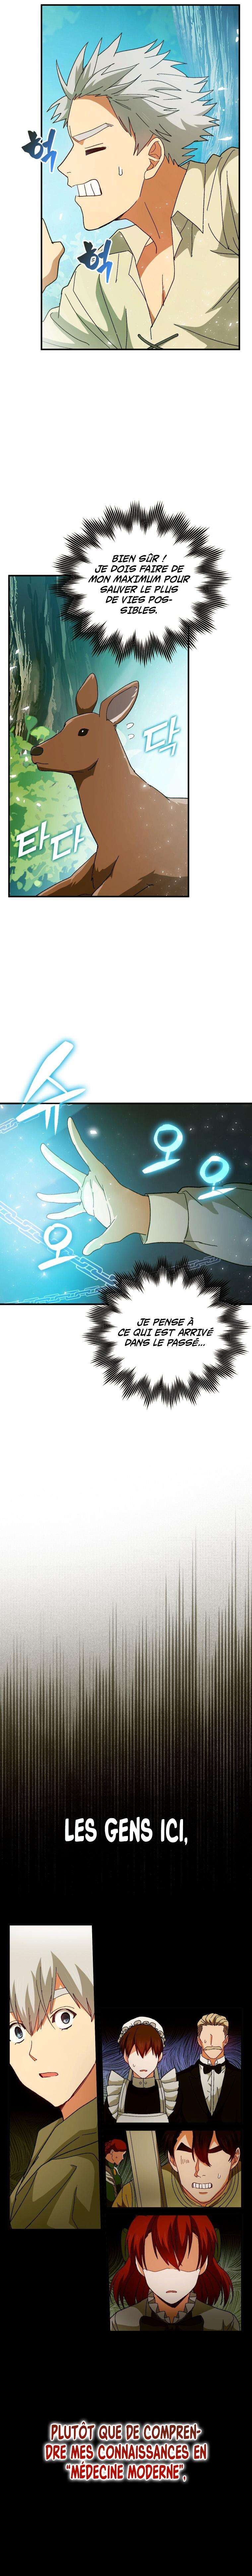 허
허
BIEN SÛR !
JE DOIS FAIRE DE
MON MAXIMUM POUR
SAUVER LE PLUS
DE VIES POS-
SIBLES.
다
닥
타
슈
오
오
오
JE PENSE À
CE QUI EST ARRIVÉ
DANS LE PASSÉ...
LES GENS ICI,
PLUTÔT QUE DE COMPREN-
DRE MES CONNAISSANCES EN
"MÉDECINE MODERNE",